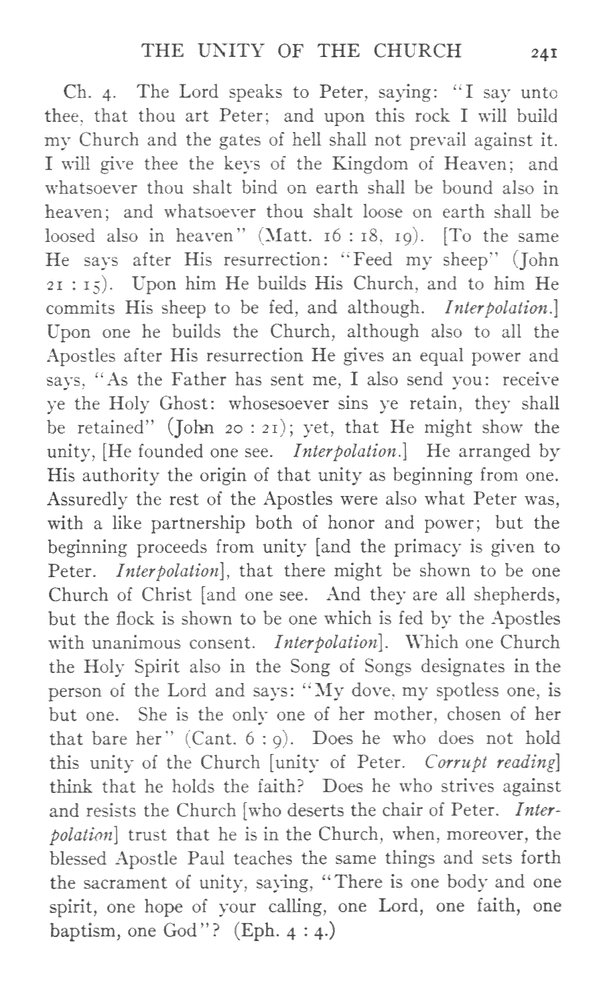 THE UNITY OF THE CHURCH 241
Ch. 4. The Lord speaks to Peter, saying: “I say unto
thee, that thou art Peter; and upon this rock I will build
my Church and the gates of hell shall not prevail against it.
I will give thee the keys of the Kingdom of Heaven; and
whatsoever thou shalt bind on earth shall be bound also in
heaven; and whatsoever thou shalt loose on earth shall be
loosed also in heaven” (Matt. 16 : 18, 19). [To the same
He says after His resurrection: “Feed my sheep” (John
21 : 15). Upon him He builds His Church, and to him He
commits His sheep to be fed, and although. Interpolation.]
Upon one he builds the Church, although also to all the
Apostles after His resurrection He gives an equal power and
says, “As the Father has sent me, I also send you: receive
ye the Holy Ghost: whosesoever sins ye retain, they shall
be retained” (John 20 : 21); yet, that He might show the
unity, [He founded one see. Interpolation.] He arranged by
His authority the origin of that unity as beginning from one.
Assuredly the rest of the Apostles were also what Peter was,
with a like partnership both of honor and power; but the
beginning proceeds from unity [and the primacy is given to
Peter. Interpolation], that there might be shown to be one
Church of Christ [and one see. And they are all shepherds,
but the flock is shown to be one which is fed by the Apostles
with unanimous consent. Interpolation]. Which one Church
the Holy Spirit also in the Song of Songs designates in the
person of the Lord and says: “My dove, my spotless one, is
but one. She is the only one of her mother, chosen of her
that bare her” (Cant. 6 : 9). Does he who does not hold
this unity of the Church [unity of Peter. Corrupt reading]
think that he holds the faith? Does he who strives against
and resists the Church [who deserts the chair of Peter. Inter-
polation] trust that he is in the Church, when, moreover, the
blessed Apostle Paul teaches the same things and sets forth
the sacrament of unity, saying, “There is one body and one
spirit, one hope of your calling, one Lord, one faith, one
baptism, one God”? (Eph. 4 : 4.)